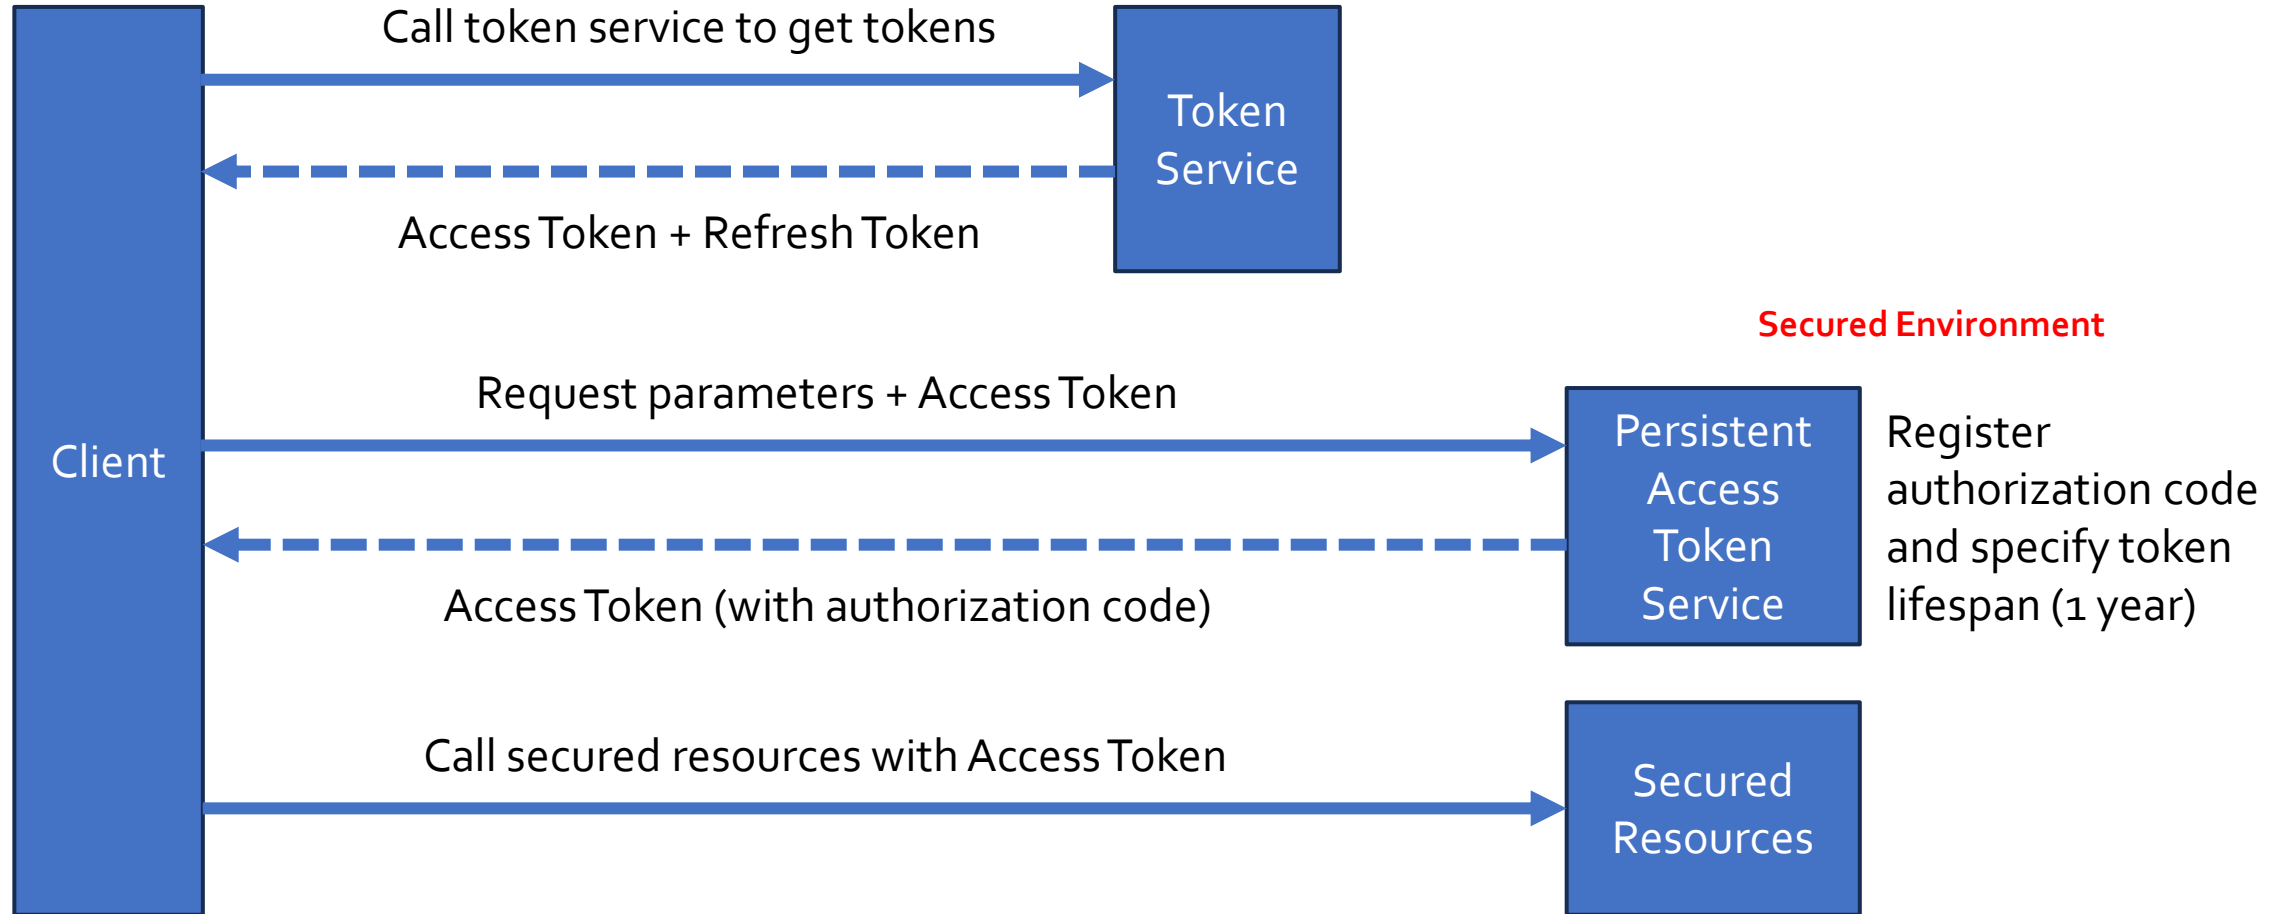 Call token service to get tokens
Token
Service
Access Token + Refresh Token
Secured Environment
Request parameters + Access Token
Client
Persistent
Access
Token
Service
Register
authorization code
and specify token
lifespan (1 year)
Access Token (with authorization code)
Call secured resources with Access Token
Secured
Resources